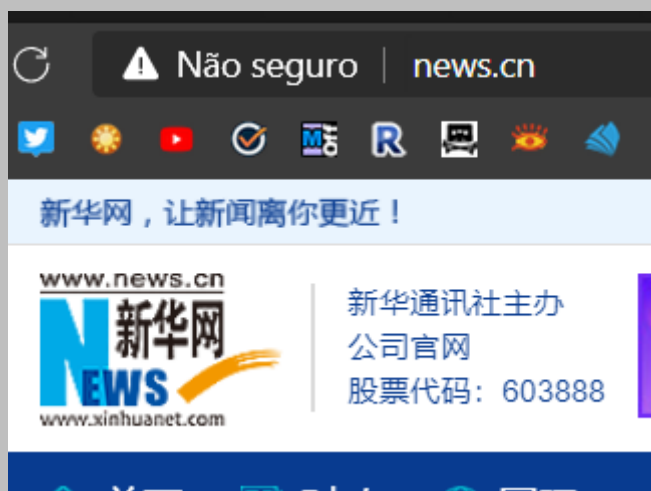 Não seguro | news.cn
新华网，让新闻离你更近！
www.news.cn
新华网
NEWS
www.xinhuanet.com
新华通讯社主办
公司官网
股票代码：603888